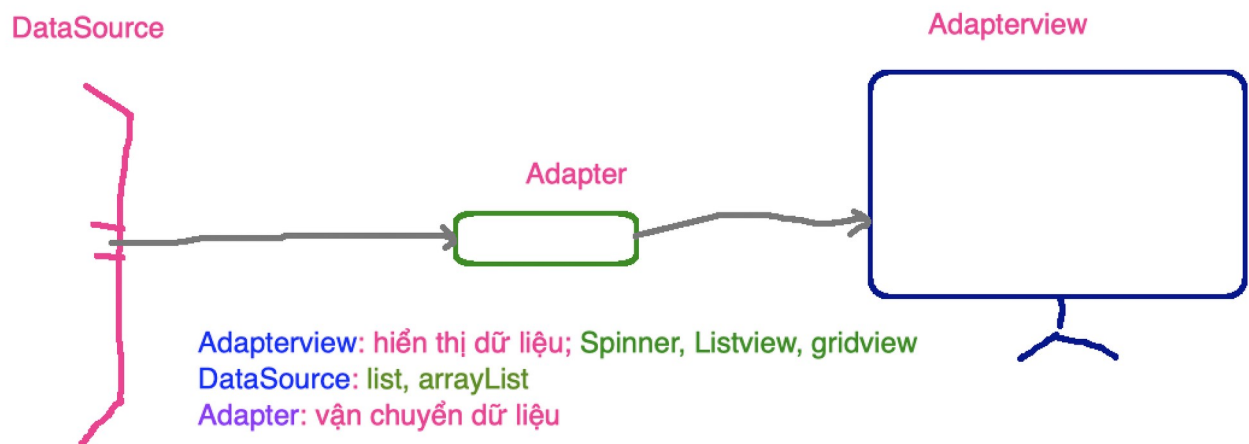 DataSource
Adapterview
Adapter
Adapterview: hiển thị dữ liệu; Spinner, Listview, gridview
DataSource: list, arrayList
Adapter: vận chuyển dữ liệu